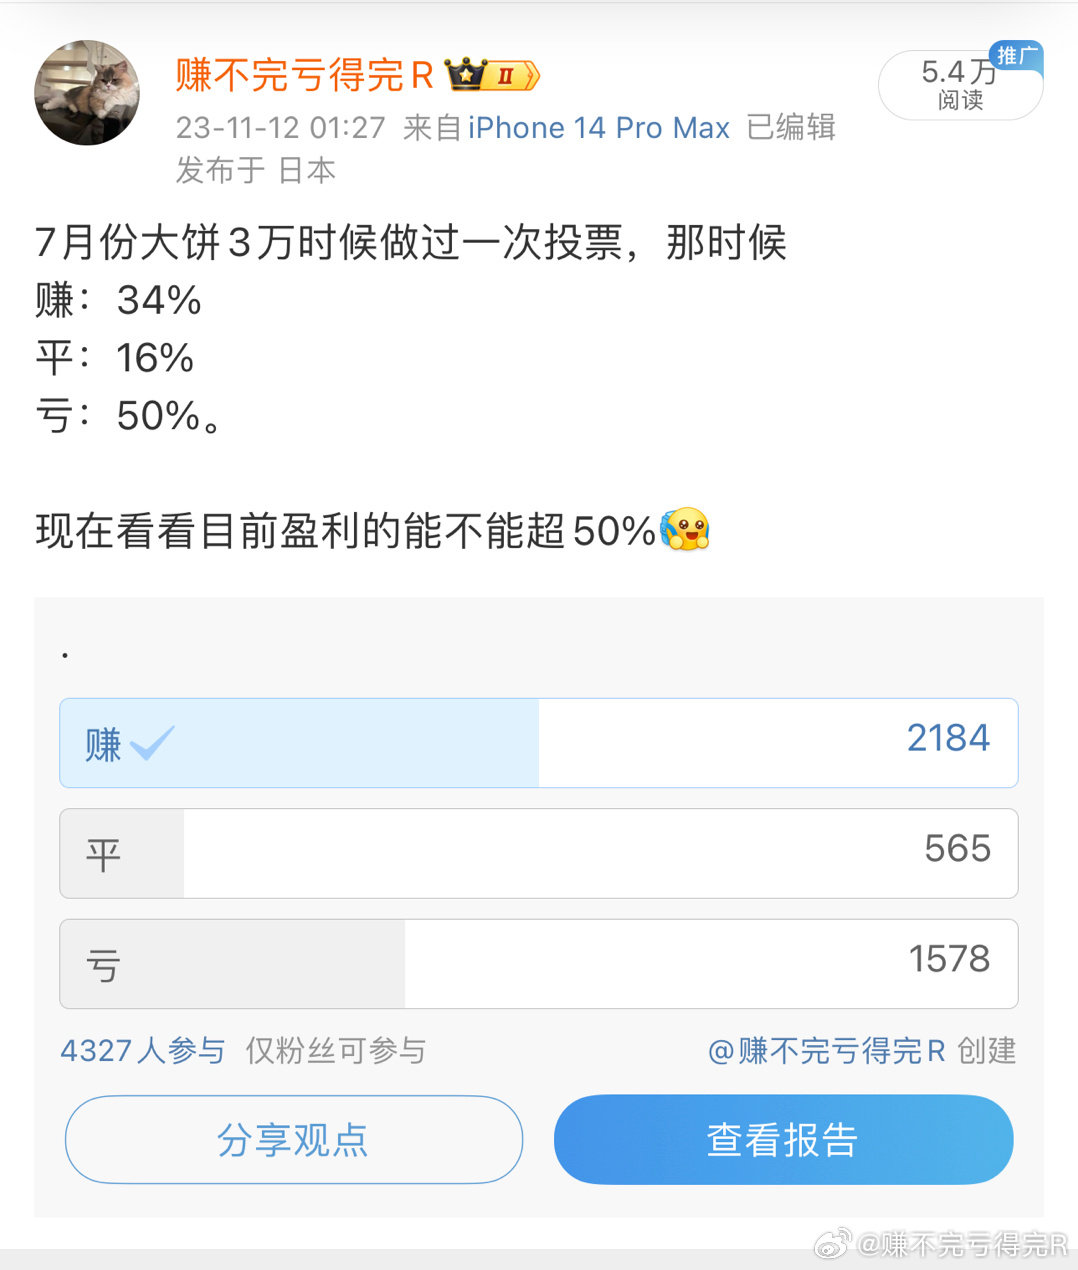 赚不完亏得完R II
5.4万
推广
阅读
23-11-12 01:27 来自 iPhone 14 Pro Max 已编辑
发布于 日本
7月份大饼3万时候做过一次投票，那时候
赚：34%
平：16%
亏：50%。
现在看看目前盈利的能不能超50%
.
赚 2184
平 565
亏 1578
4327人参与 仅粉丝可参与 @赚不完亏得完R 创建
分享观点 查看报告
@赚不完亏得完R